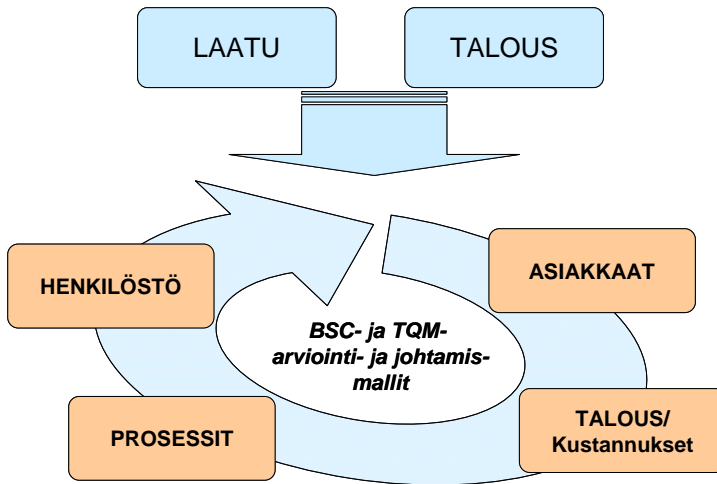 LAATU
TALOUS
HENKILÖSTÖ
ASIAKKAAT
BSC- ja TQM-
arviointi- ja johtamis-
mallit
PROSESSIT
TALOUS/
Kustannukset